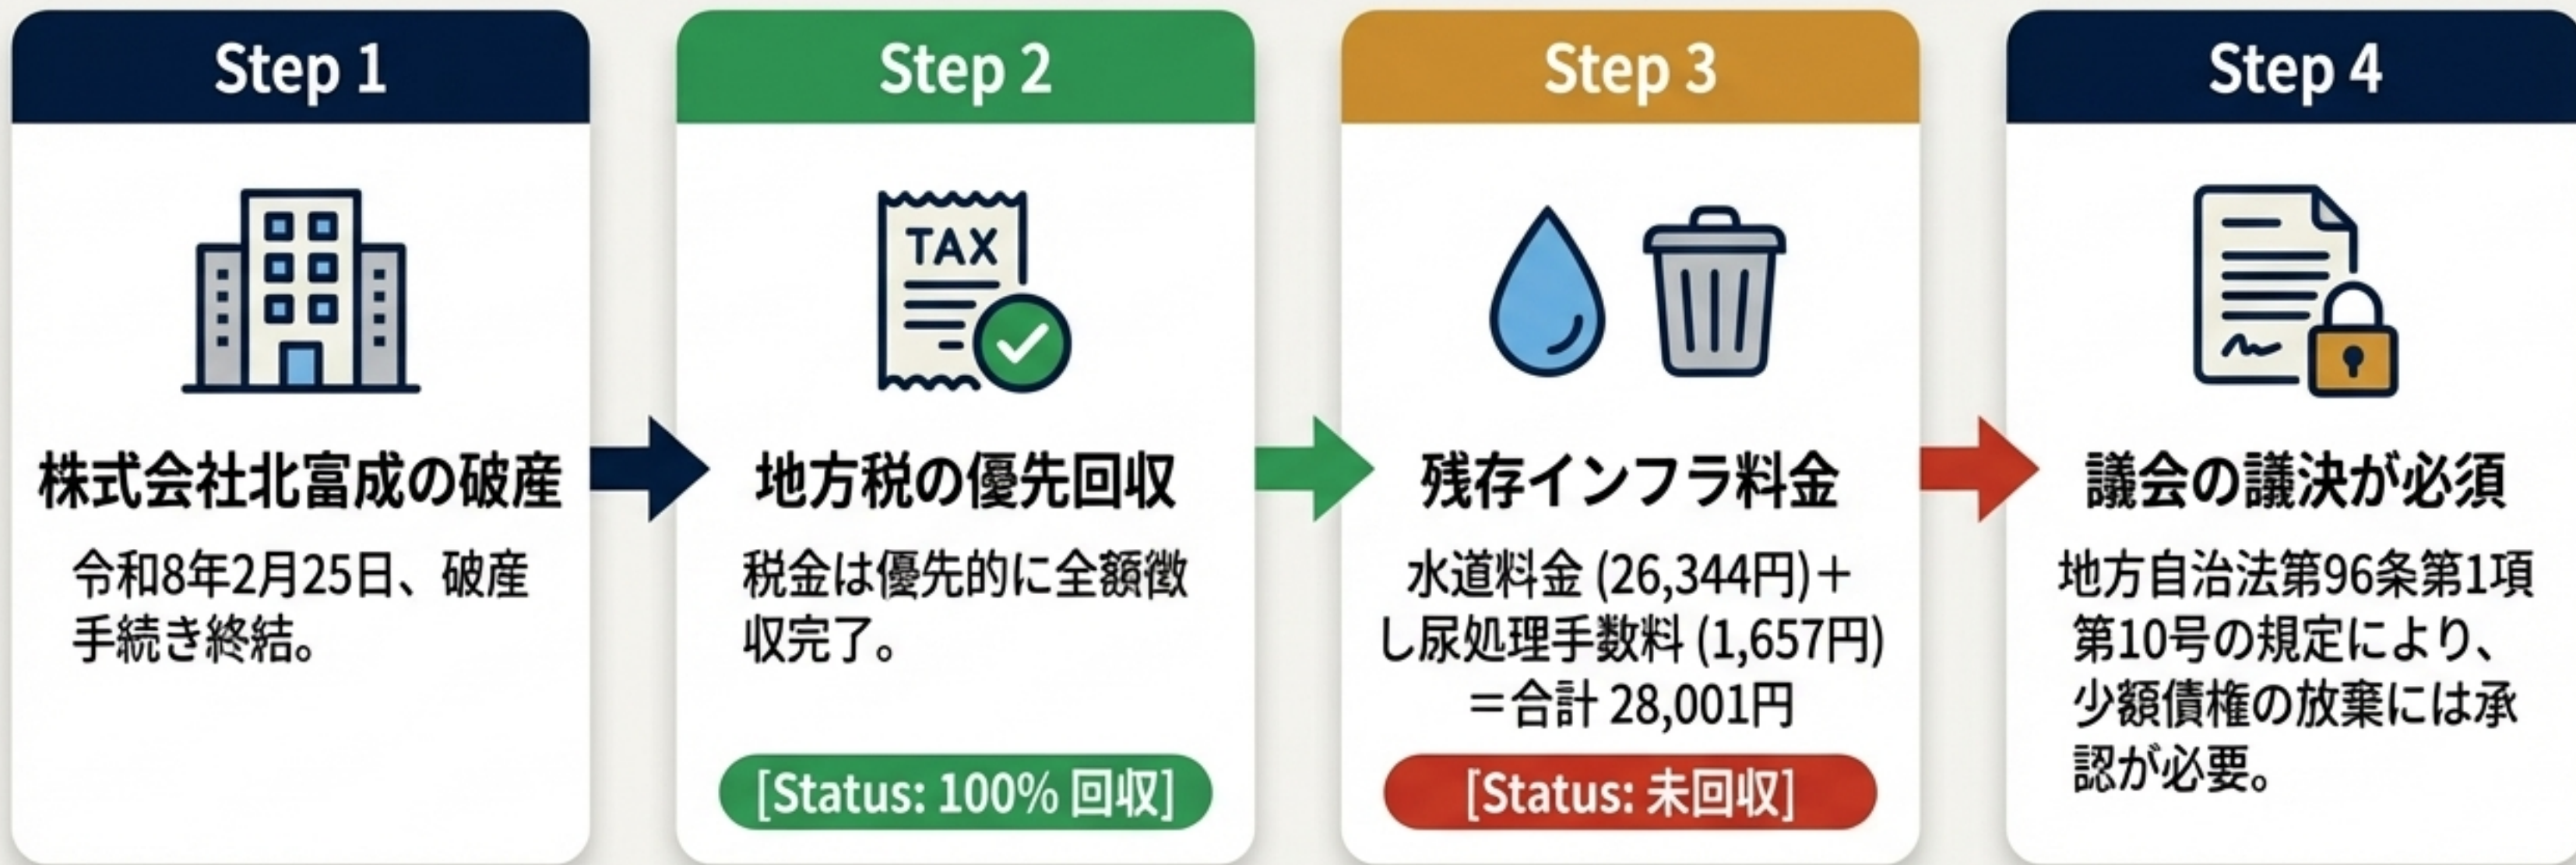 Step 1
株式会社北富成の破産
令和8年2月25日、破産
手続き終結。
Step 2
TAX
地方税の優先回収
税金は優先的に全額徴
収完了。
[Status: 100% 回収]
Step 3
残存インフラ料金
水道料金 (26,344円)＋
し尿処理手数料 (1,657円)
＝合計 28,001円
[Status: 未回収]
Step 4
議会の議決が必須
地方自治法第96条第1項
第10号の規定により、
少額債権の放棄には承
認が必要。